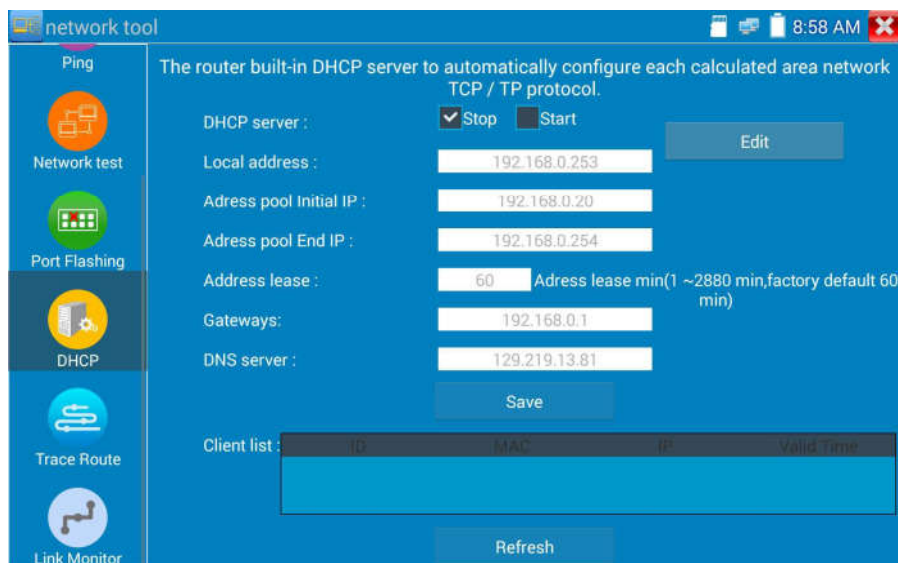 network tool
8:58 AM
Ping
Network test
Port Flashing
DHCP
Trace Route
Link Monitor
The router built-in DHCP server to automatically configure each calculated area network
TCP / TP protocol.
DHCP server :
Stop
Start
Edit
Local address :
192.168.0.253
Adress pool Initial IP :
192.168.0.20
Adress pool End IP :
192.168.0.254
Address lease :
60
Adress lease min(1 ~2880 min,factory default 60
min)
Gateways:
192.168.0.1
DNS server :
129.219.13.81
Save
Client list :
ID
MAC
IP
Valid Time
Refresh